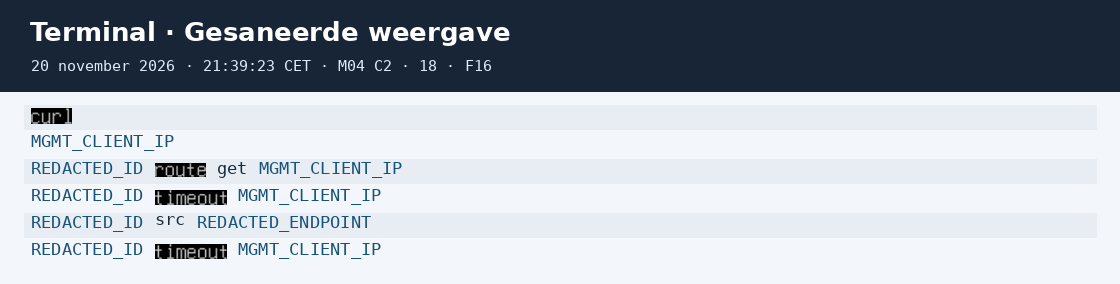 Terminal · Gesaneerde weergave
20 november 2026 · 21:39:23 CET · M04 C2 · 18 · F16
curl
MGMT_CLIENT_IP
REDACTED_ID route get MGMT_CLIENT_IP
REDACTED_ID timeout MGMT_CLIENT_IP
REDACTED_ID src REDACTED_ENDPOINT
REDACTED_ID timeout MGMT_CLIENT_IP